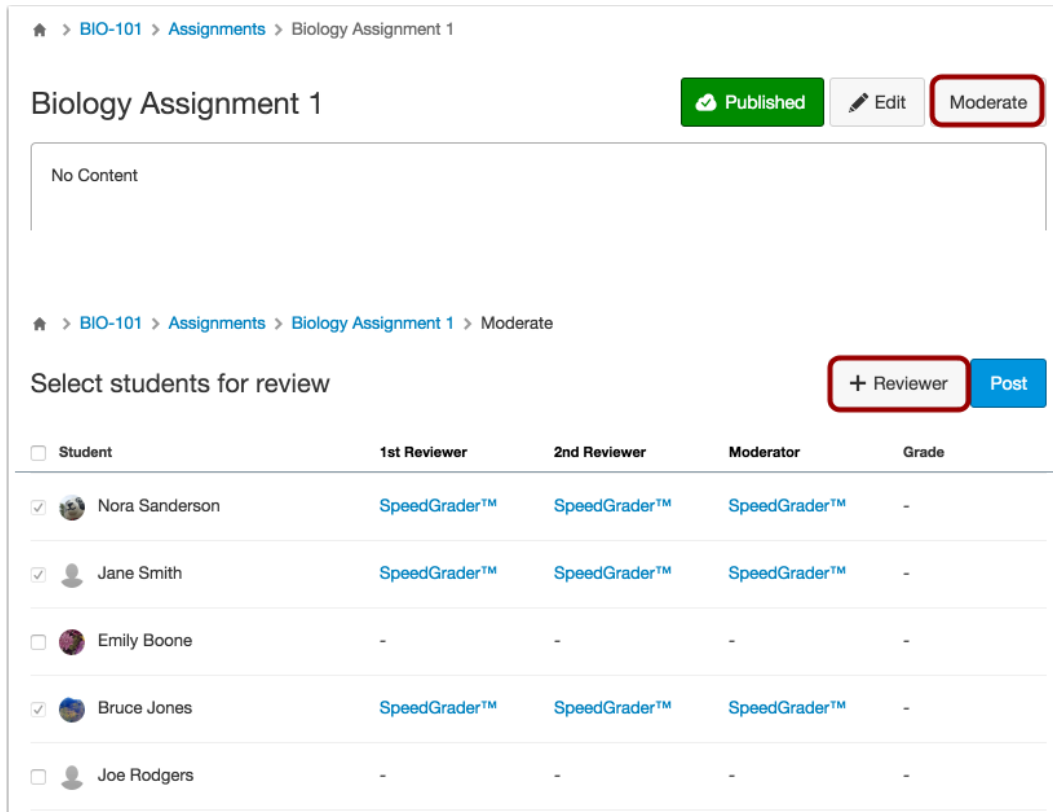 > BIO-101 > Assignments > Biology Assignment 1
Biology Assignment 1 Published Edit Moderate
No Content
> BIO-101 > Assignments > Biology Assignment 1 > Moderate
Select students for review + Reviewer Post
Student 1st Reviewer 2nd Reviewer Moderator Grade
Nora Sanderson SpeedGrader™ SpeedGrader™ SpeedGrader™ -
Jane Smith SpeedGrader™ SpeedGrader™ SpeedGrader™ -
Emily Boone - - - -
Bruce Jones SpeedGrader™ SpeedGrader™ SpeedGrader™ -
Joe Rodgers - - - -